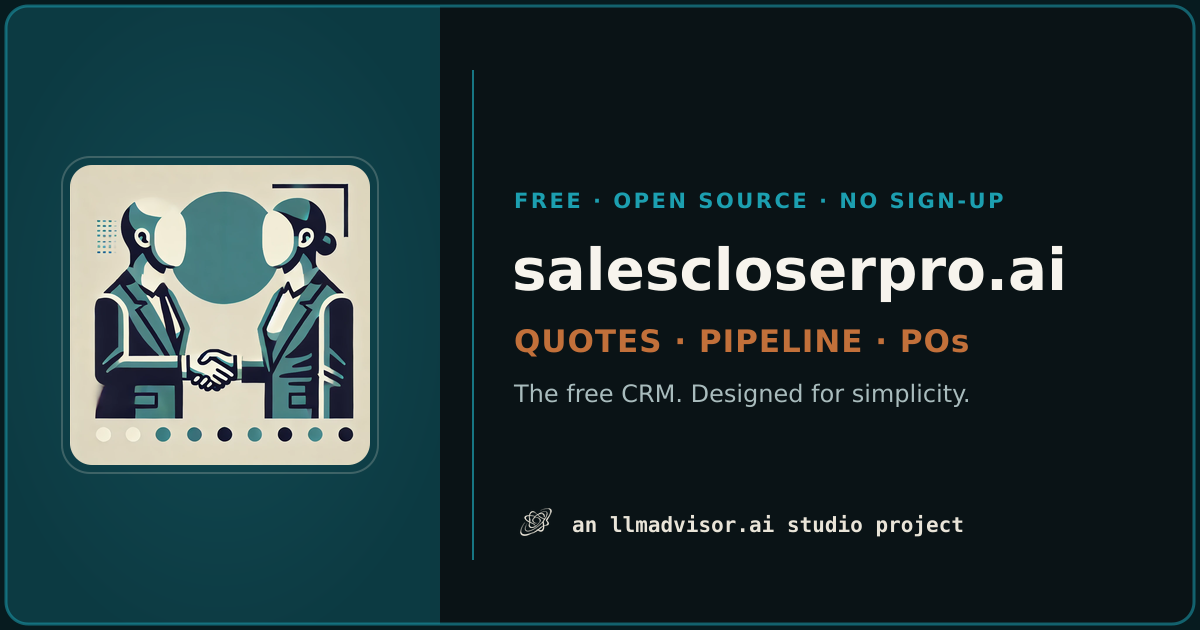 FREE · OPEN SOURCE · NO SIGN-UP
salescloserpro.ai
QUOTES · PIPELINE · POs
The free CRM. Designed for simplicity.
an llmadvisor.ai studio project